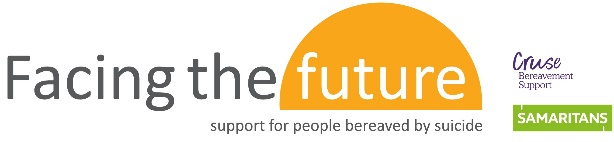 Facing the future
support for people bereaved by suicide
Cruse
Bereavement
Support
SAMARITANS